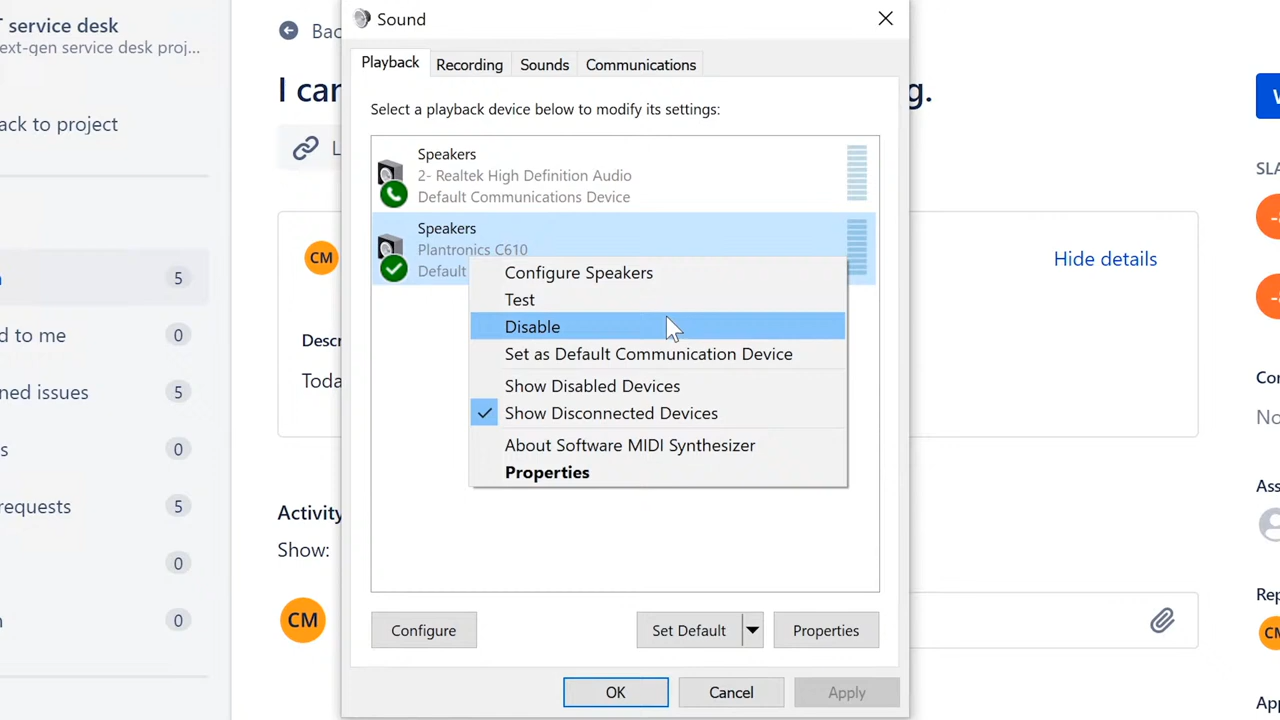 T service desk
ext-gen service desk proj...
ack to project
5
d to me
0
ned issues
5
s
0
requests
5
0
n
0
Bac
I can
g.
L
CM
Hide details
Descr
Toda
Activity
Show:
CM
Sound
Playback
Recording
Sounds
Communications
Select a playback device below to modify its settings:
Speakers
2- Realtek High Definition Audio
Default Communications Device
Speakers
Plantronics C610
Default
Configure Speakers
Test
Disable
Set as Default Communication Device
Show Disabled Devices
Show Disconnected Devices
About Software MIDI Synthesizer
Properties
Configure
Set Default
Properties
OK
Cancel
Apply
SLA
Cor
No
Ass
Rep
CM
App